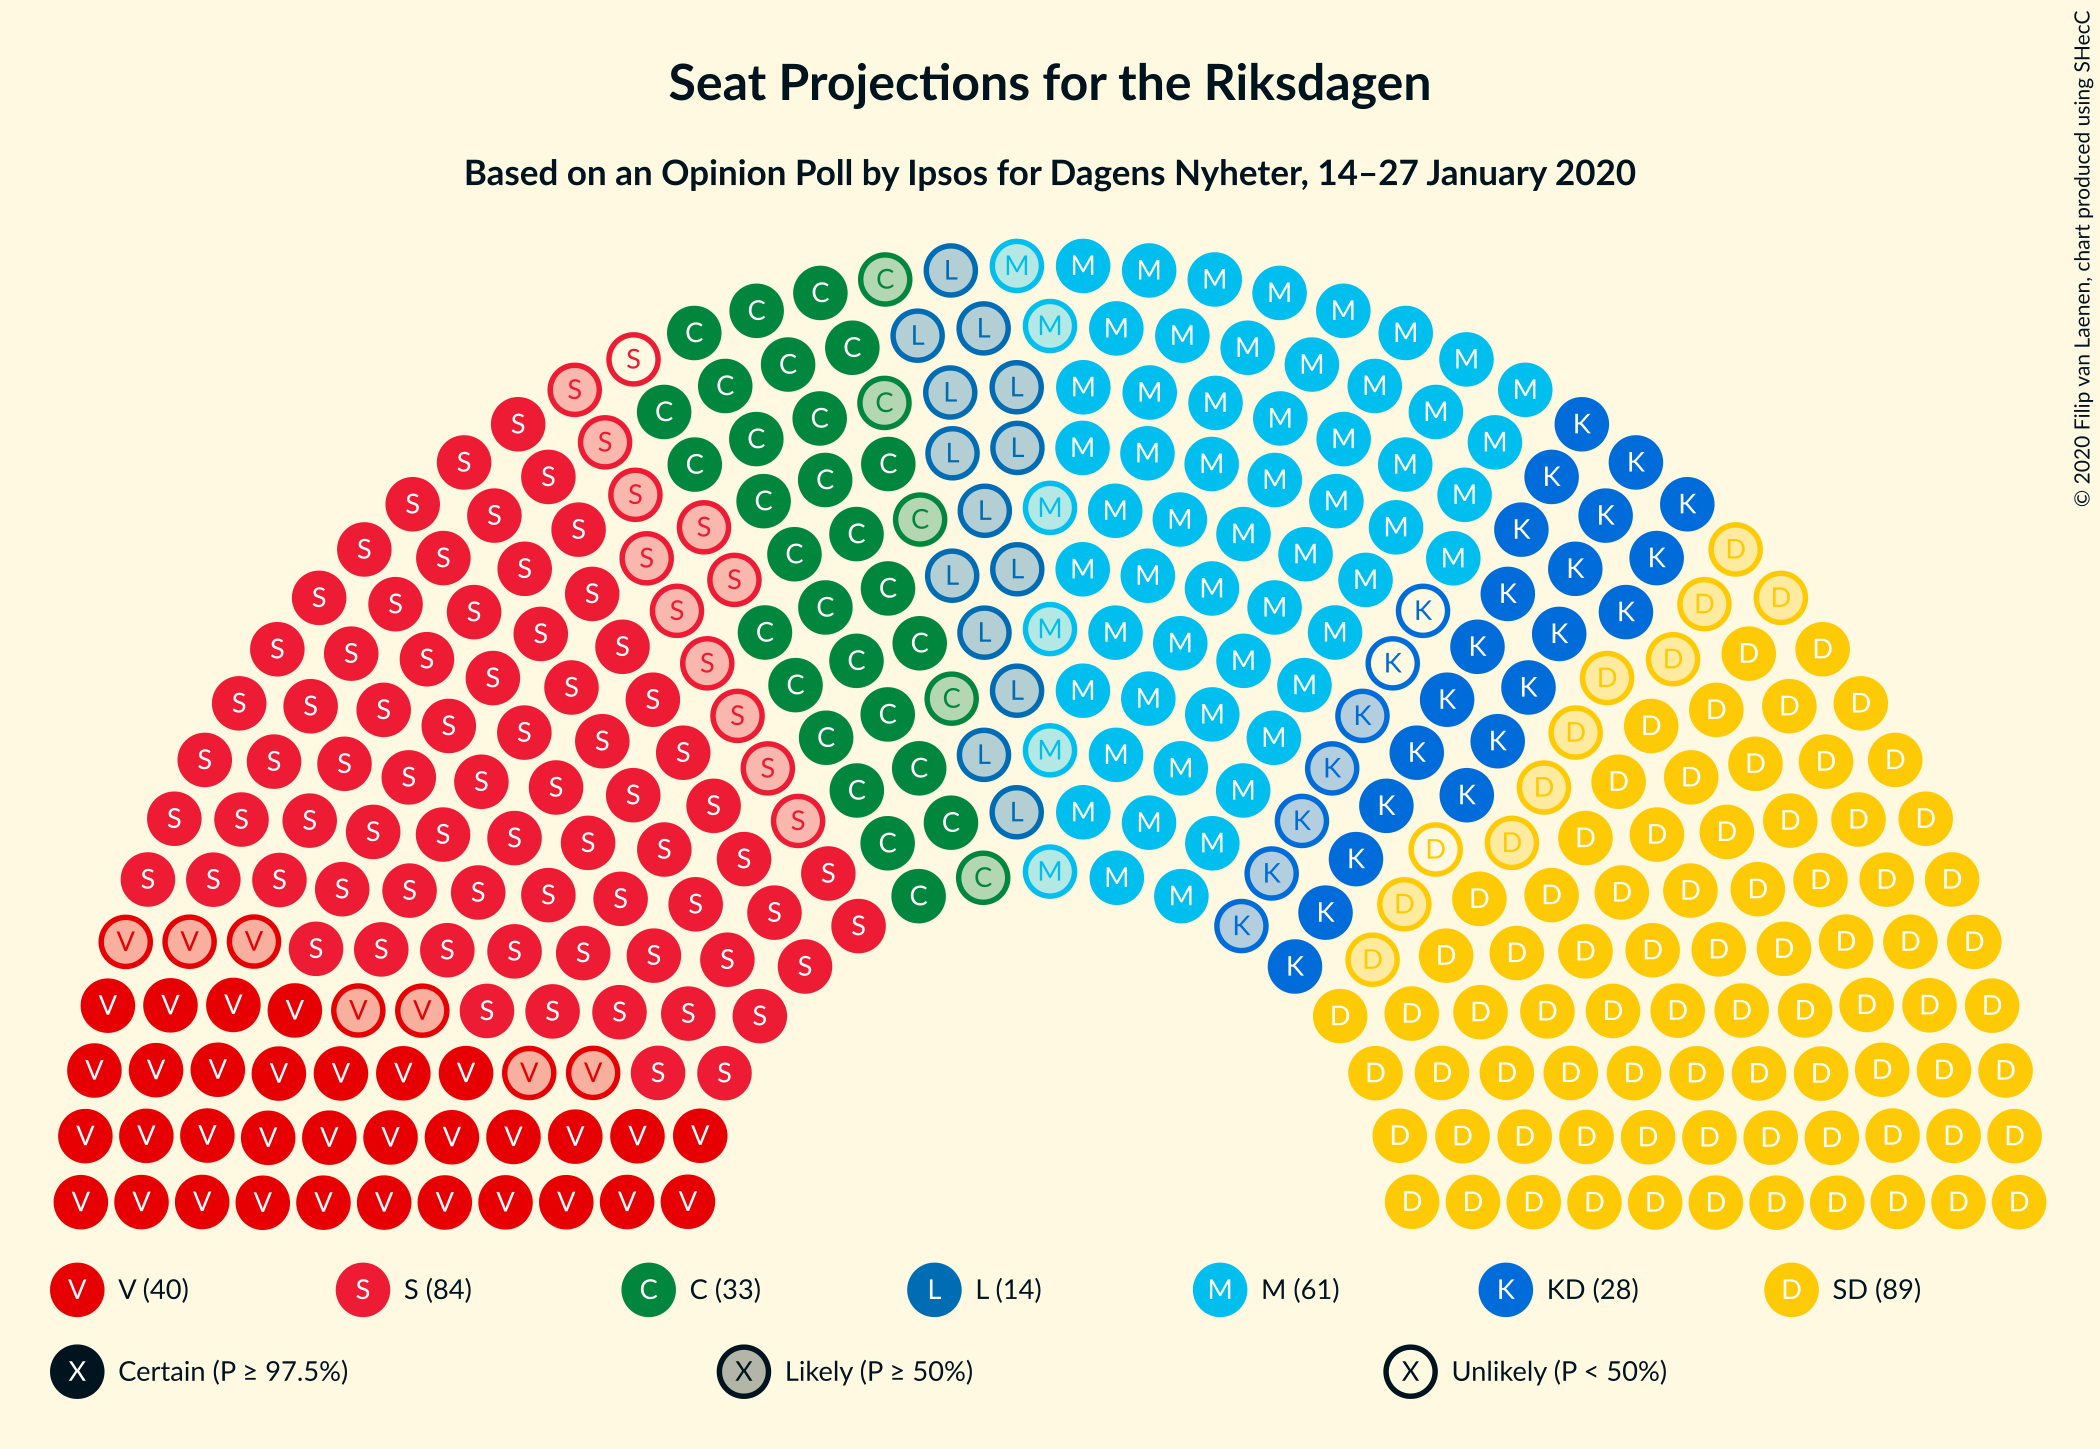 Seat Projections for the Riksdagen
Based on an Opinion Poll by Ipsos for Dagens Nyheter, 14–27 January 2020
© 2020 Filip van Laenen, chart produced using SHecC
V V (40) S S (84) C C (33) L L (14) M M (61) K KD (28) D SD (89)
X Certain (P ≥ 97.5%) X Likely (P ≥ 50%) X Unlikely (P < 50%)